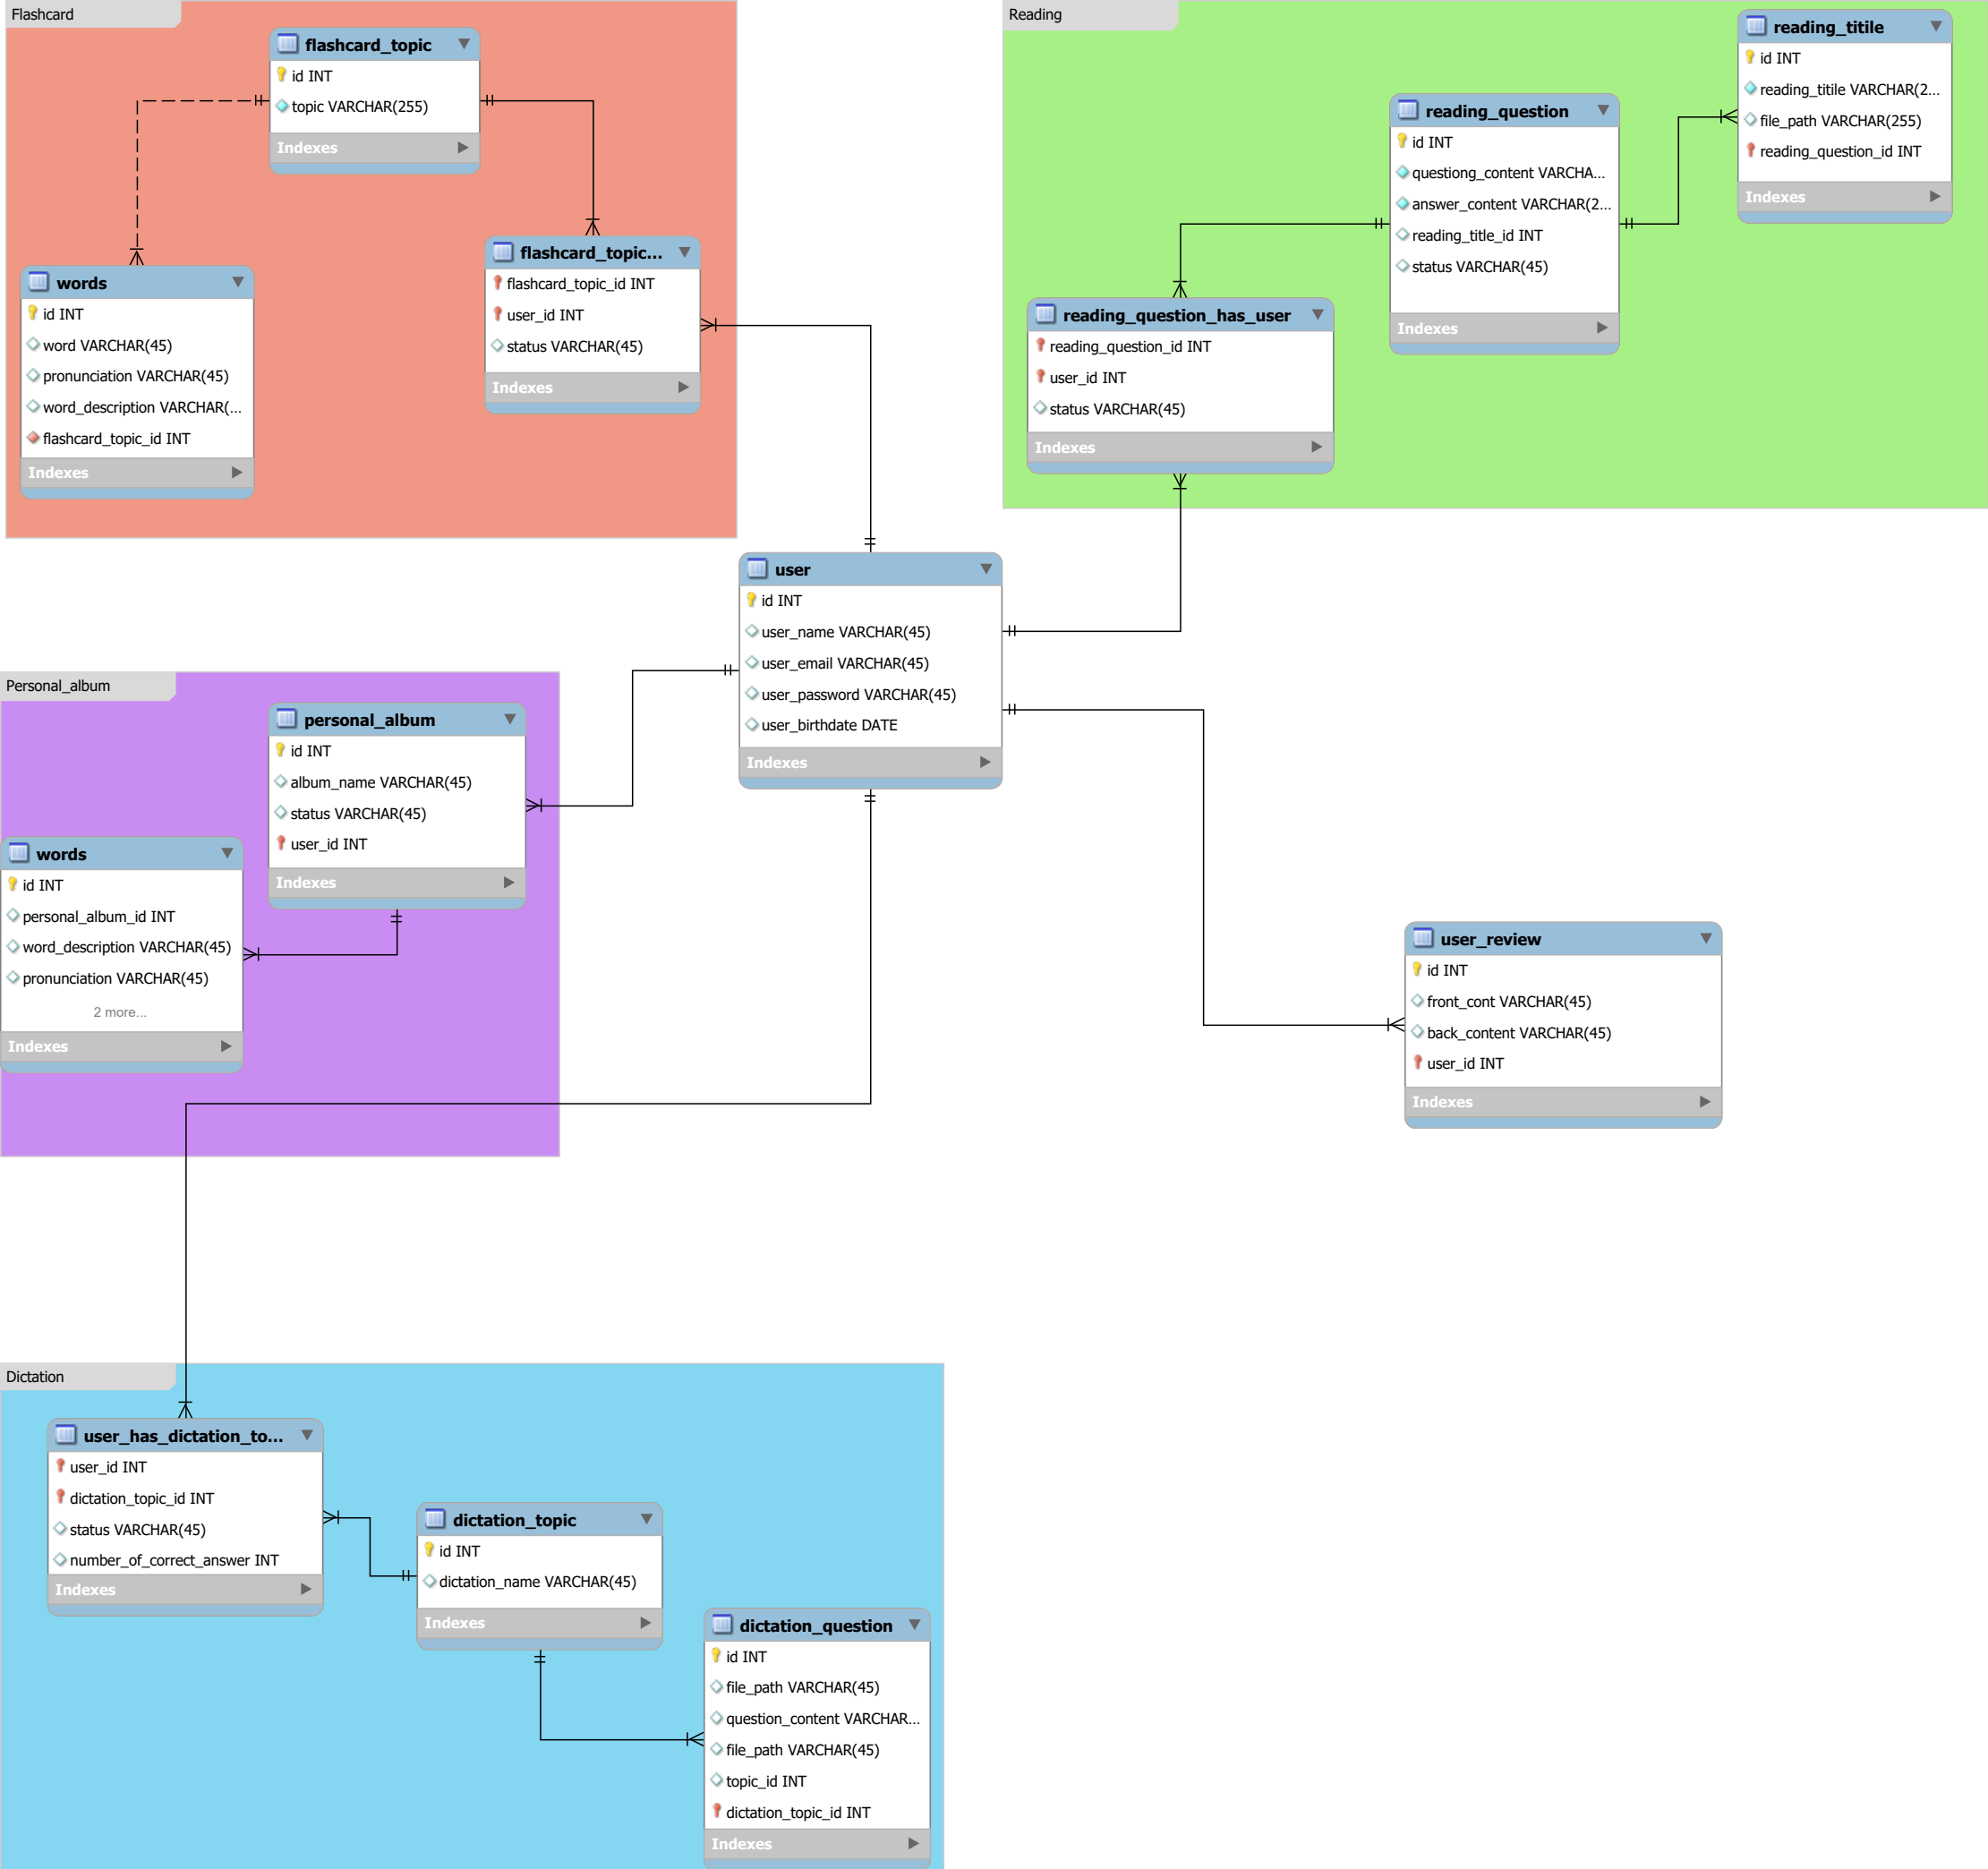 Flashcard
flashcard_topic
id INT
topic VARCHAR(255)
Indexes
flashcard_topic...
flashcard_topic_id INT
user_id INT
status VARCHAR(45)
Indexes
words
id INT
word VARCHAR(45)
pronunciation VARCHAR(45)
word_description VARCHAR(...
flashcard_topic_id INT
Indexes
Reading
reading_titile
id INT
reading_titile VARCHAR(2...
file_path VARCHAR(255)
reading_question_id INT
Indexes
reading_question
id INT
questiong_content VARCHA...
answer_content VARCHAR(2...
reading_title_id INT
status VARCHAR(45)
Indexes
reading_question_has_user
reading_question_id INT
user_id INT
status VARCHAR(45)
Indexes
user
id INT
user_name VARCHAR(45)
user_email VARCHAR(45)
user_password VARCHAR(45)
user_birthdate DATE
Indexes
Personal_album
personal_album
id INT
album_name VARCHAR(45)
status VARCHAR(45)
user_id INT
Indexes
words
id INT
personal_album_id INT
word_description VARCHAR(45)
pronunciation VARCHAR(45)
2 more...
Indexes
user_review
id INT
front_cont VARCHAR(45)
back_content VARCHAR(45)
user_id INT
Indexes
Dictation
user_has_dictation_to...
user_id INT
dictation_topic_id INT
status VARCHAR(45)
number_of_correct_answer INT
Indexes
dictation_topic
id INT
dictation_name VARCHAR(45)
Indexes
dictation_question
id INT
file_path VARCHAR(45)
question_content VARCHAR...
file_path VARCHAR(45)
topic_id INT
dictation_topic_id INT
Indexes